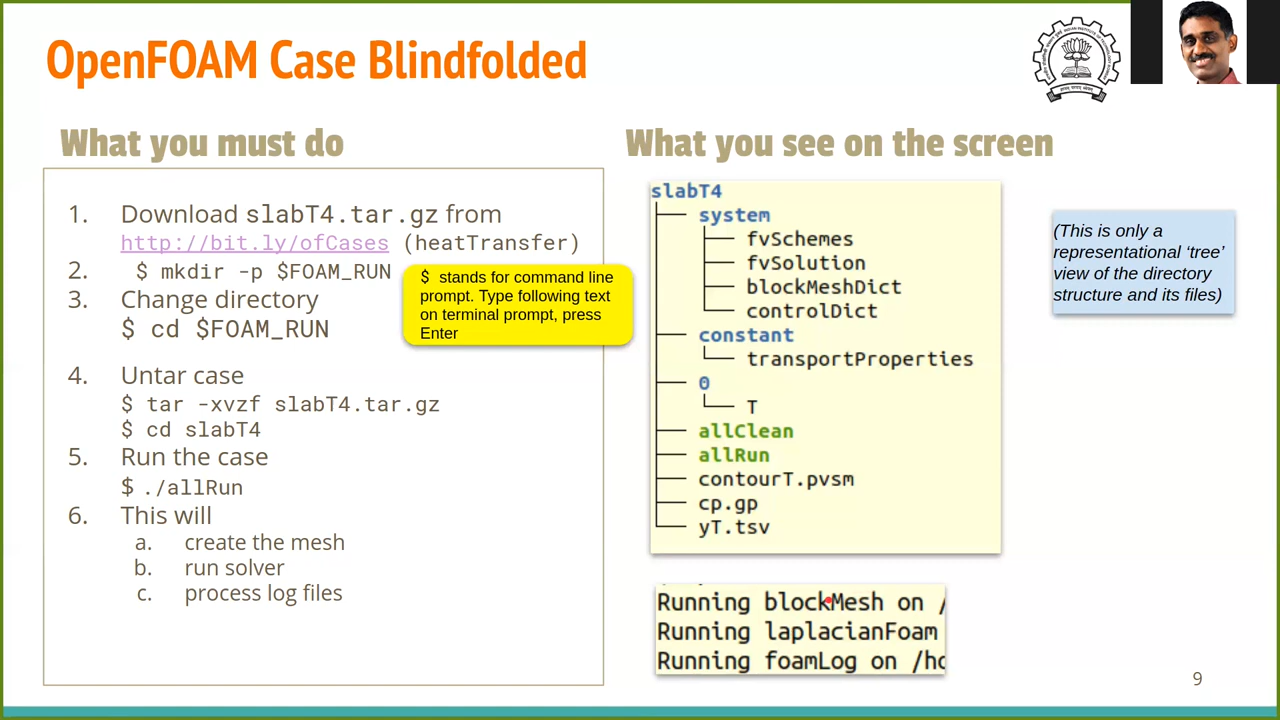 OpenFOAM Case Blindfolded
What you must do
1. Download slabT4.tar.gz from
http://bit.ly/ofCases (heatTransfer)
2. $ mkdir -p $FOAM_RUN
3. Change directory
$ cd $FOAM_RUN
$ stands for command line
prompt. Type following text
on terminal prompt, press
Enter
4. Untar case
$ tar -xvzf slabT4.tar.gz
$ cd slabT4
5. Run the case
$ ./allRun
6. This will
a. create the mesh
b. run solver
c. process log files
What you see on the screen
slabT4
system
fvSchemes
fvSolution
blockMeshDict
controlDict
constant
transportProperties
0
T
allClean
allRun
contourT.pvsm
cp.gp
yT.tsv
(This is only a
representational ‘tree’
view of the directory
structure and its files)
Running blockMesh on /
Running laplacianFoam
Running foamLog on /ho
9